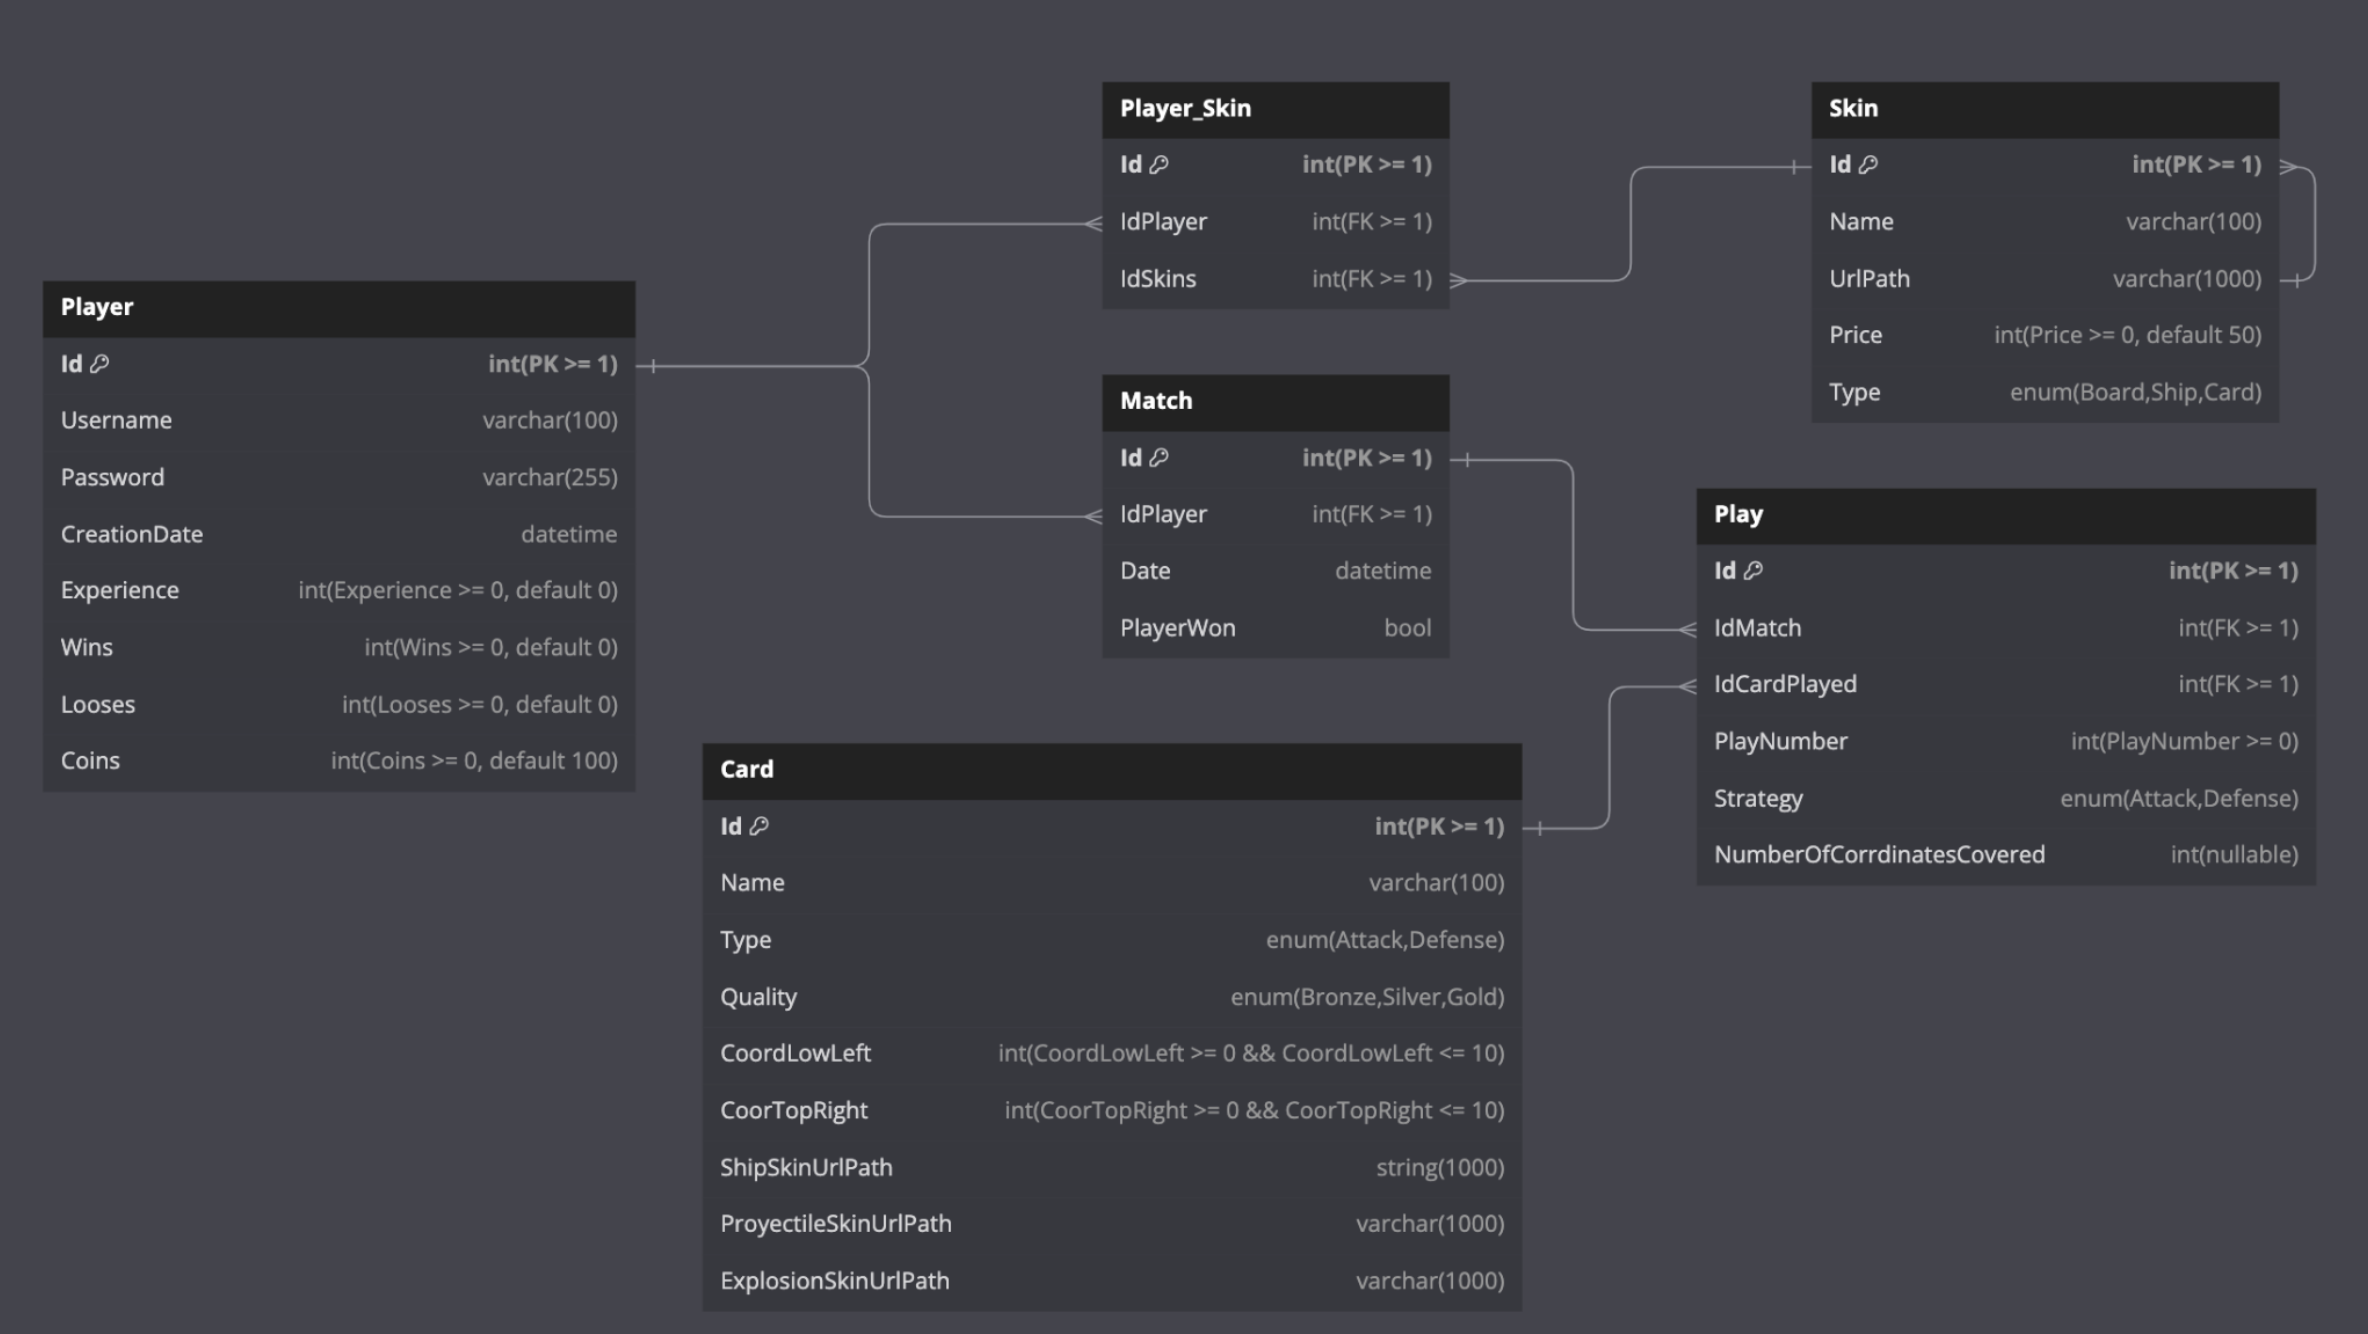 Player_Skin
Id int(PK >= 1)
IdPlayer int(FK >= 1)
IdSkins int(FK >= 1)
Skin
Id int(PK >= 1)
Name varchar(100)
UrlPath varchar(1000)
Price int(Price >= 0, default 50)
Type enum(Board,Ship,Card)
Player
Id int(PK >= 1)
Username varchar(100)
Password varchar(255)
CreationDate datetime
Experience int(Experience >= 0, default 0)
Wins int(Wins >= 0, default 0)
Looses int(Looses >= 0, default 0)
Coins int(Coins >= 0, default 100)
Match
Id int(PK >= 1)
IdPlayer int(FK >= 1)
Date datetime
PlayerWon bool
Play
Id int(PK >= 1)
IdMatch int(FK >= 1)
IdCardPlayed int(FK >= 1)
PlayNumber int(PlayNumber >= 0)
Strategy enum(Attack,Defense)
NumberOfCorrdinatesCovered int(nullable)
Card
Id int(PK >= 1)
Name varchar(100)
Type enum(Attack,Defense)
Quality enum(Bronze,Silver,Gold)
CoordLowLeft int(CoordLowLeft >= 0 && CoordLowLeft <= 10)
CoorTopRight int(CoorTopRight >= 0 && CoorTopRight <= 10)
ShipSkinUrlPath string(1000)
ProyectileSkinUrlPath varchar(1000)
ExplosionSkinUrlPath varchar(1000)